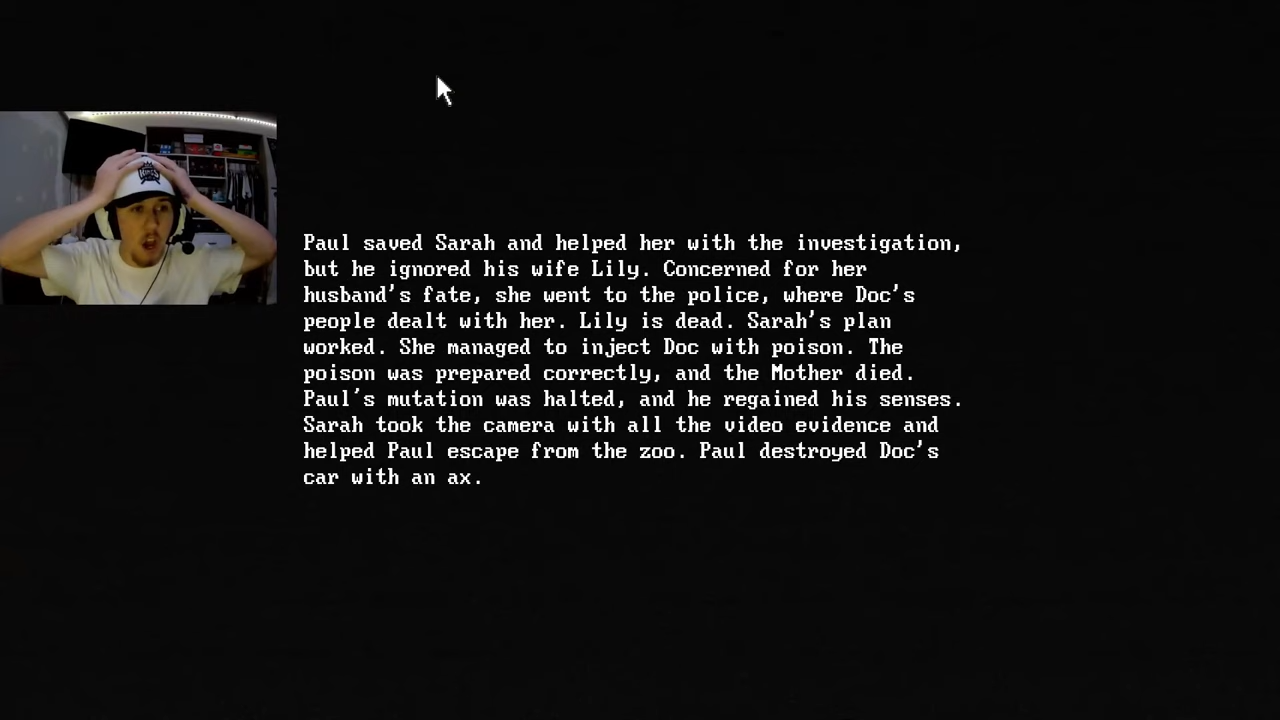 KINGS
Paul saved Sarah and helped her with the investigation,
but he ignored his wife Lily. Concerned for her
husband's fate, she went to the police, where Doc's
people dealt with her. Lily is dead. Sarah's plan
worked. She managed to inject Doc with poison. The
poison was prepared correctly, and the Mother died.
Paul's mutation was halted, and he regained his senses.
Sarah took the camera with all the video evidence and
helped Paul escape from the zoo. Paul destroyed Doc's
car with an ax.